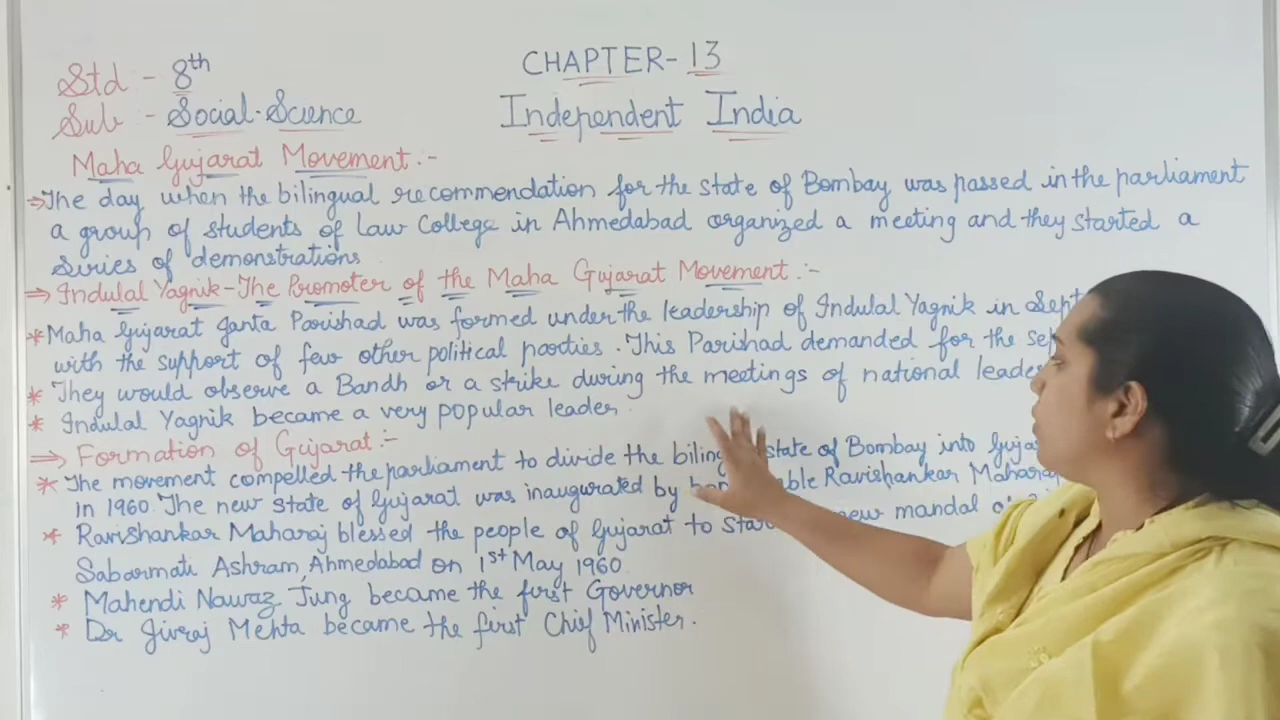 Std - 8th
Sub - Social-Science
CHAPTER-13
Independent India
Maha Gujarat Movement:-
⇒The day when the bilingual recommendation for the state of Bombay was passed in the parliament
a group of students of Law College in Ahmedabad organized a meeting and they started a
Siries of demonstrations
⇒ Indulal Yagnik-The Promoter of the Maha Gujarat Movement:-
* Maha Gujarat Janta Parishad was formed under the leadership of Indulal Yagnik in Sept
with the support of few other political parties. This Parishad demanded for the
* They would observe a Bandh or a strike during the meetings of national
* Indulal Yagnik became a very popular leader.
⇒ Formation of Gujarat:-
* The movement compelled the parliament to divide the state of Bombay into
in 1960. The new state of Gujarat was inaugurated by Ravishankar Maharaj
* Ravishankar Maharaj blessed the people of Gujarat to new mandal
Sabarmati Ashram, Ahmedabad on 1st May 1960
* Mahendi Nawaz Jung became the first Governor
* Dr Jivraj Mehta became the first Chief Minister.